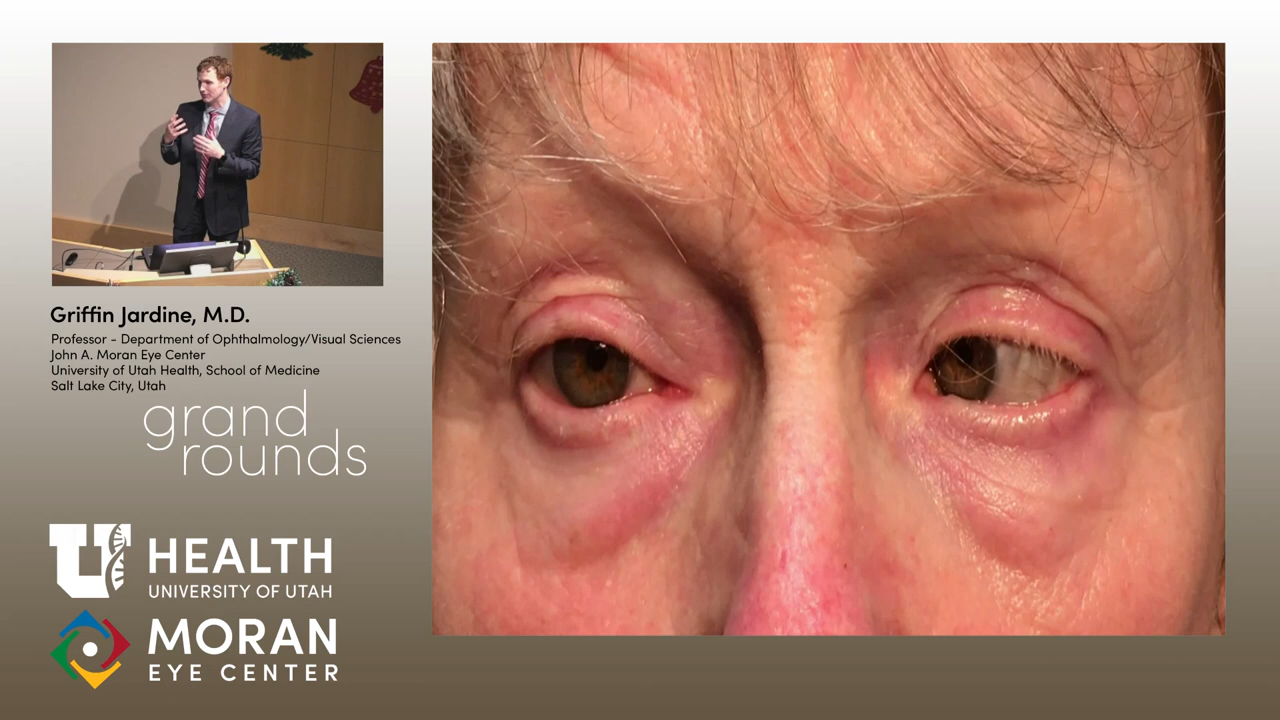 Griffin Jardine, M.D.
Professor - Department of Ophthalmology/Visual Sciences
John A. Moran Eye Center
University of Utah Health, School of Medicine
Salt Lake City, Utah
grand
rounds
U HEALTH
UNIVERSITY OF UTAH
MORAN
EYE CENTER